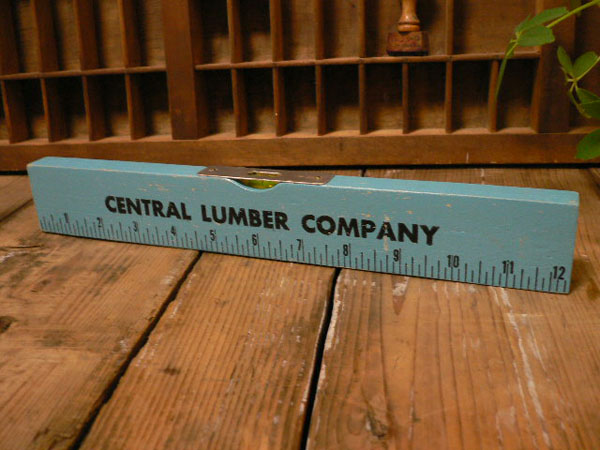 CENTRAL LUMBER COMPANY
1 2 3 4 5 6 7 8 9 10 11 12